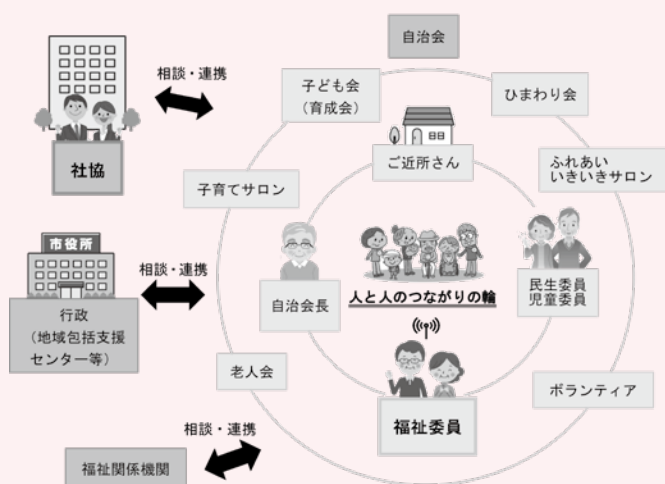 自治会
相談・連携
子ども会
（育成会）
ひまわり会
社協
ご近所さん
ふれあい
いきいきサロン
子育てサロン
市役所
相談・連携
行政
（地域包括支援
センター等）
自治会長
人と人のつながりの輪
民生委員
児童委員
老人会
ボランティア
福祉委員
相談・連携
福祉関係機関